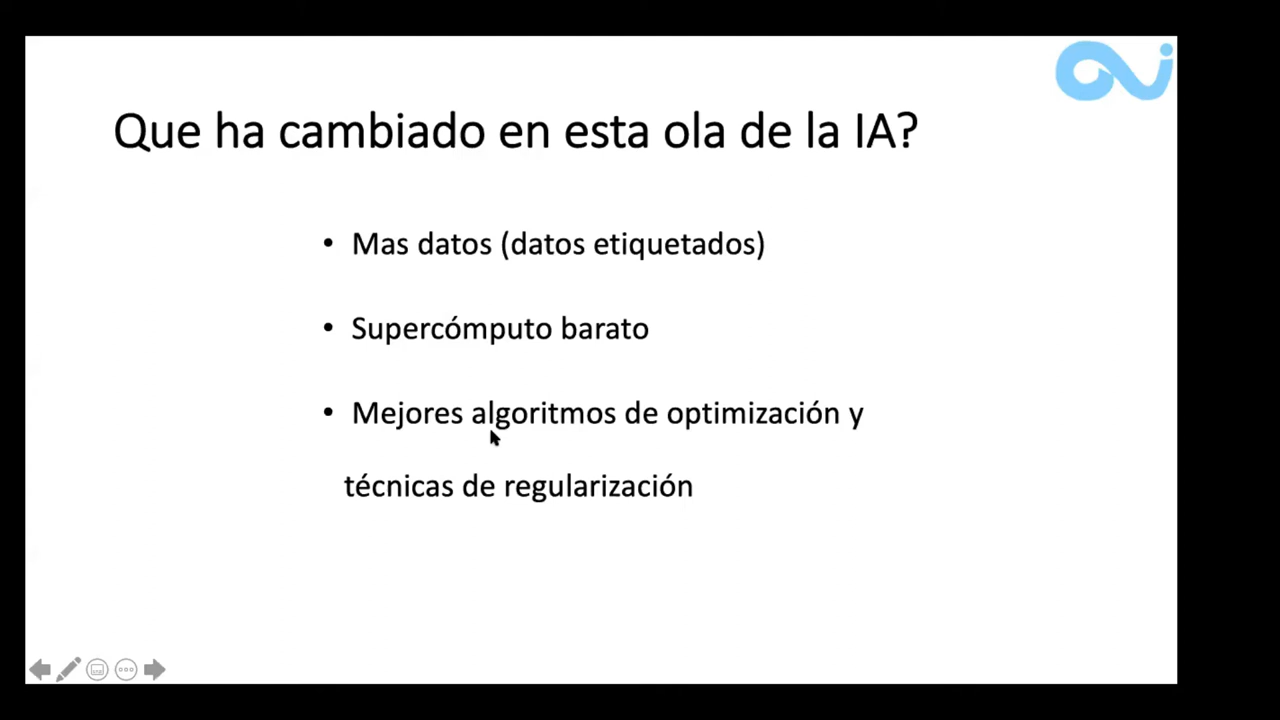 Que ha cambiado en esta ola de la IA?
• Mas datos (datos etiquetados)
• Supercómputo barato
• Mejores algoritmos de optimización y
técnicas de regularización